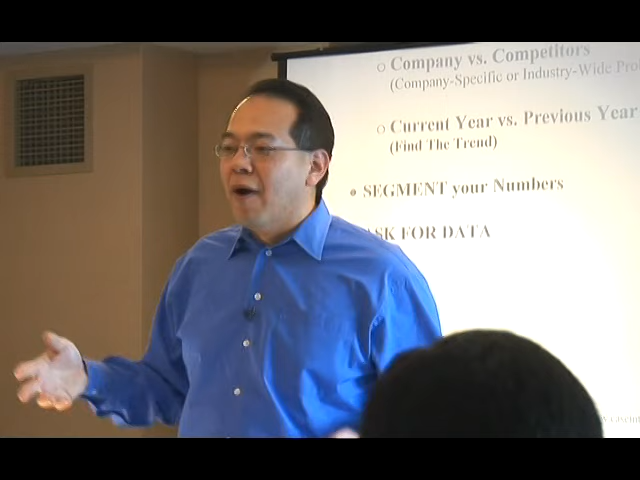 Company vs. Competitors
(Company-Specific or Industry-Wide
Current Year vs. Previous Year
(Find The Trend)
SEGMENT your Numbers
ASK FOR DATA